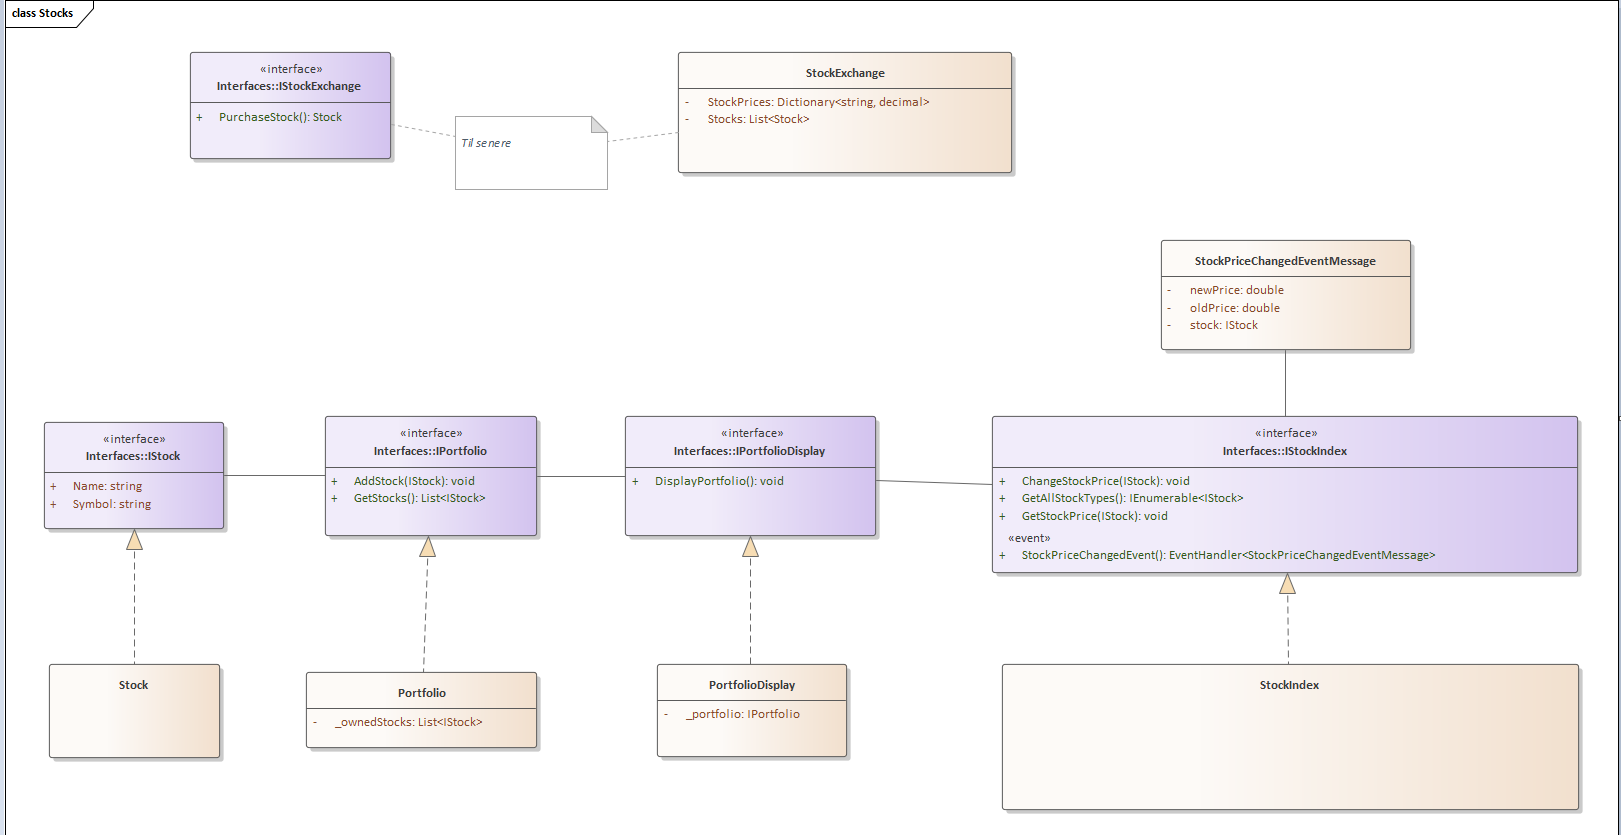 class Stocks
«interface»
Interfaces::IStockExchange
+ PurchaseStock(): Stock
Til senere
StockExchange
- StockPrices: Dictionary<string, decimal>
- Stocks: List<Stock>
StockPriceChangedEventMessage
- newPrice: double
- oldPrice: double
- stock: IStock
«interface»
Interfaces::IStock
+ Name: string
+ Symbol: string
«interface»
Interfaces::IPortfolio
+ AddStock(IStock): void
+ GetStocks(): List<IStock>
«interface»
Interfaces::IPortfolioDisplay
+ DisplayPortfolio(): void
«interface»
Interfaces::IStockIndex
+ ChangeStockPrice(IStock): void
+ GetAllStockTypes(): IEnumerable<IStock>
+ GetStockPrice(IStock): void
«event»
+ StockPriceChangedEvent(): EventHandler<StockPriceChangedEventMessage>
Stock
Portfolio
- _ownedStocks: List<IStock>
PortfolioDisplay
- _portfolio: IPortfolio
StockIndex